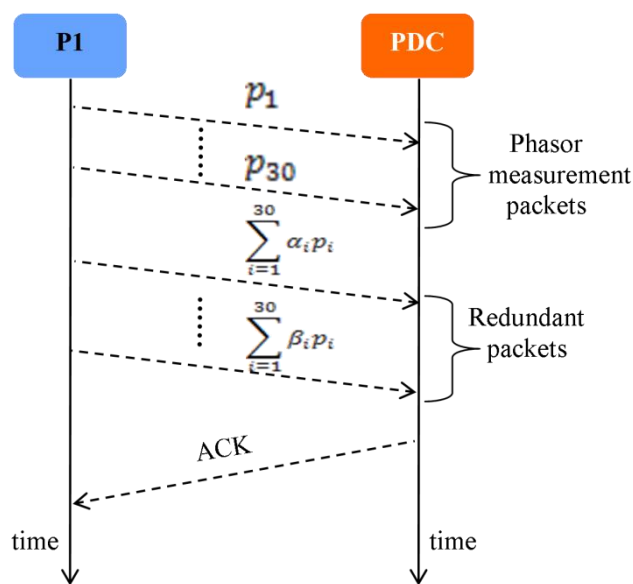 P1
PDC
p₁
Phasor
measurement
packets
p₃₀
30
∑ αᵢpᵢ
i=1
30
∑ βᵢpᵢ
i=1
Redundant
packets
ACK
time
time